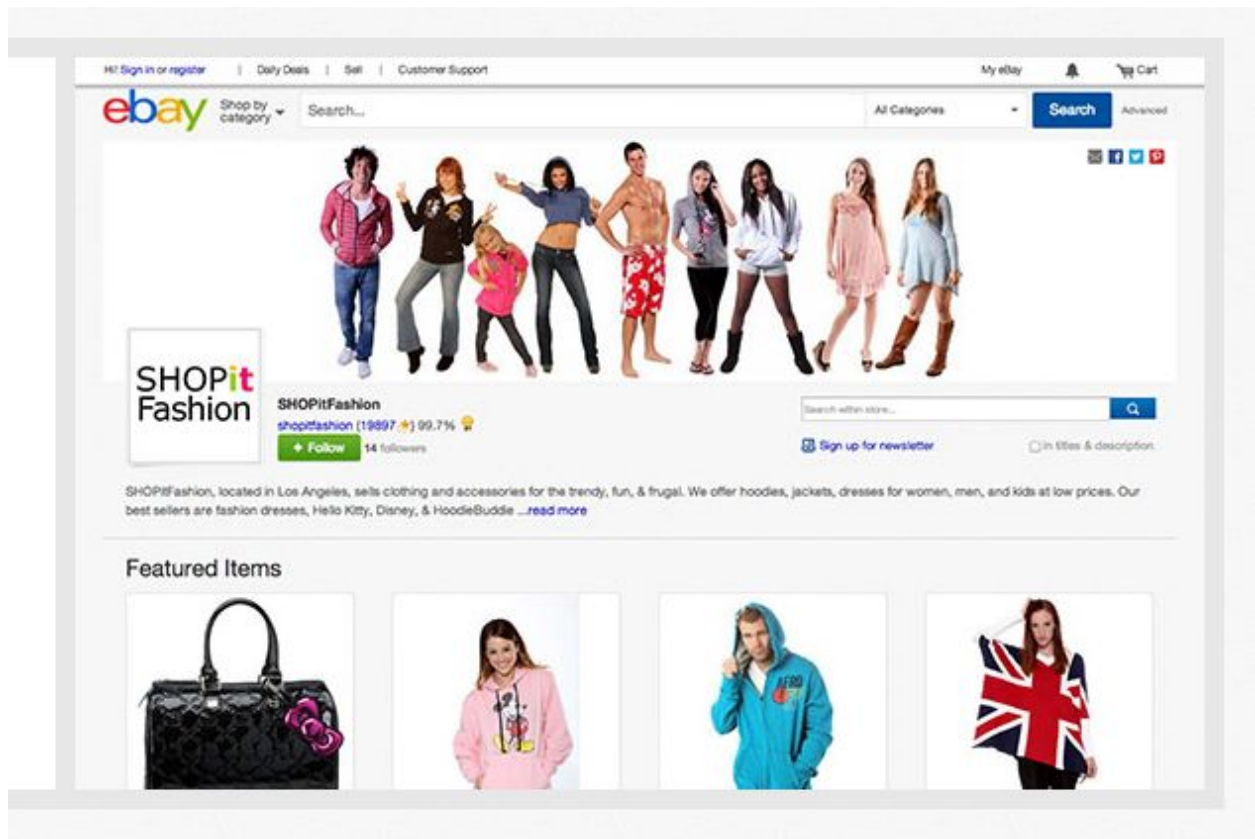 Hi! Sign in or register | Daily Deals | Sell | Customer Support My eBay Cart
ebay Shop by category Search... All Categories Search Advanced
SHOPit
Fashion
SHOPitFashion
shopitfashion (19897 ) 99.7%
+ Follow 14 followers
Search within store...
Sign up for newsletter in titles & description
SHOPitFashion, located in Los Angeles, sells clothing and accessories for the trendy, fun, & frugal. We offer hoodies, jackets, dresses for women, men, and kids at low prices. Our
best sellers are fashion dresses, Hello Kitty, Disney, & HoodieBuddie ...read more
Featured Items
AERO